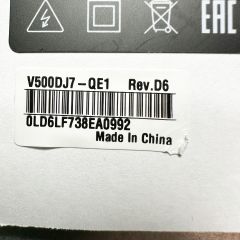 EAC
V500DJ7-QE1 Rev.D6
0LD6LF738EA0992
Made In China